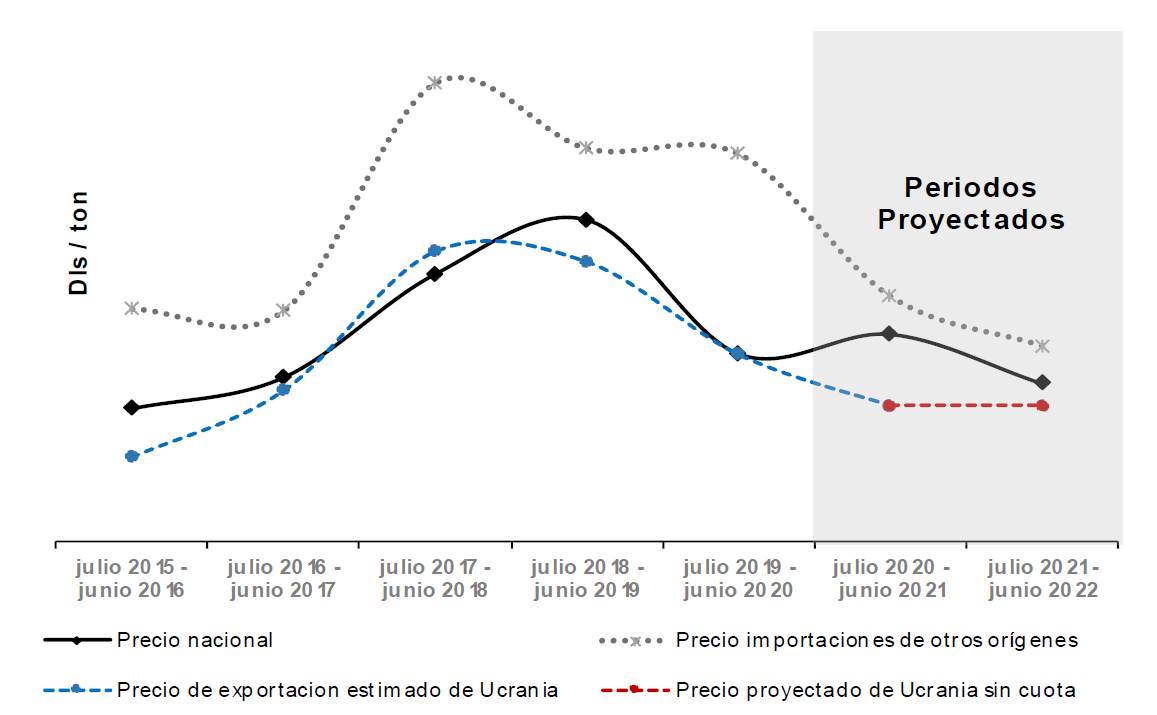 Dls / ton
Periodos
Proyectados
julio 2015 -
junio 2016
julio 2016 -
junio 2017
julio 2017 -
junio 2018
julio 2018 -
junio 2019
julio 2019 -
junio 2020
julio 2020 -
junio 2021
julio 2021-
junio 2022
Precio nacional
Precio importaciones de otros orígenes
Precio de exportacion estimado de Ucrania
Precio proyectado de Ucrania sin cuota